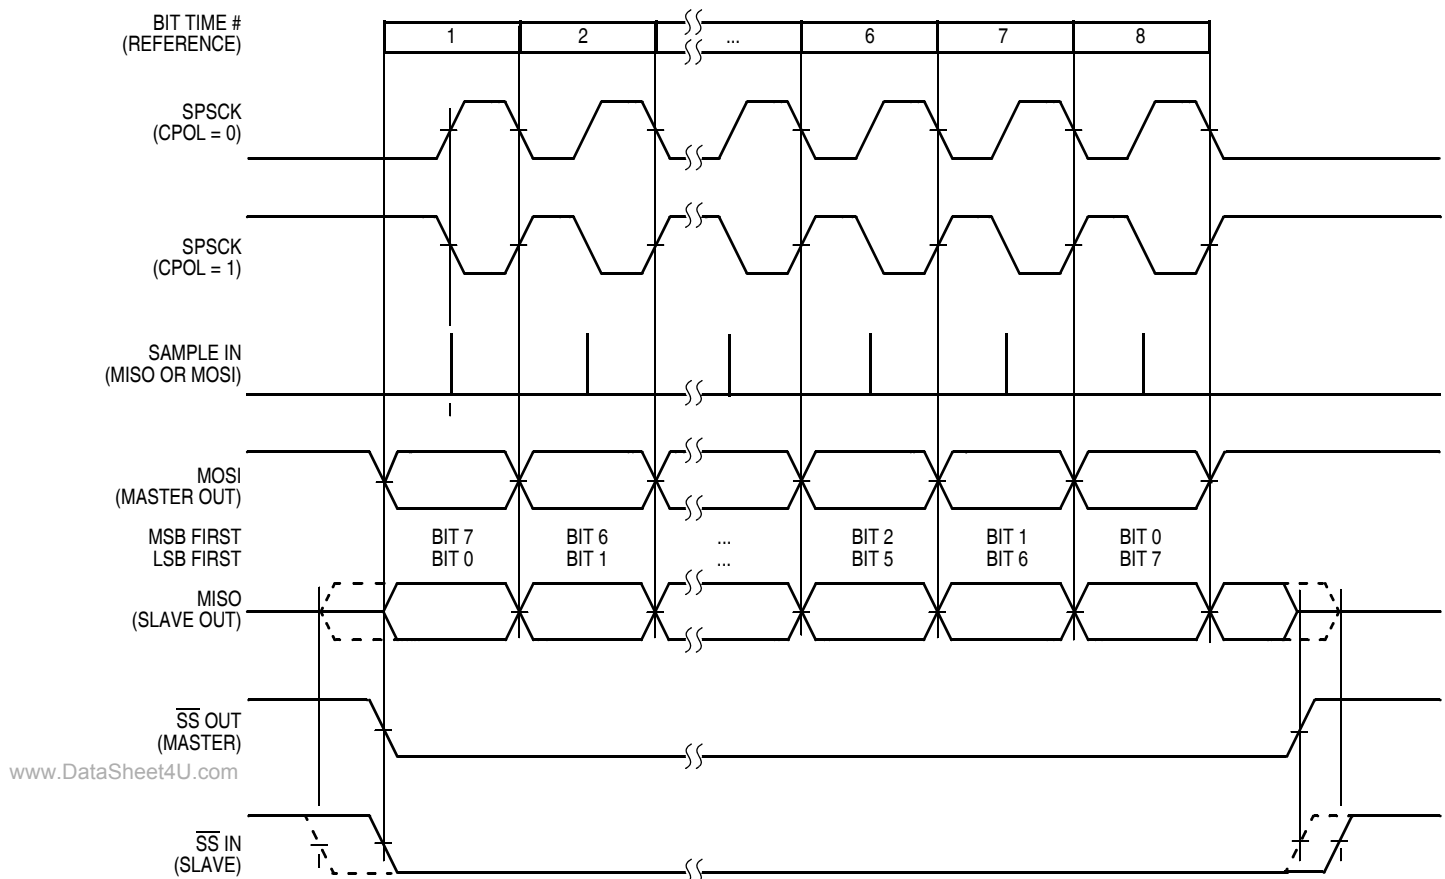 BIT TIME #
(REFERENCE)
1 2 ... 6 7 8
SPSCK
(CPOL = 0)
SPSCK
(CPOL = 1)
SAMPLE IN
(MISO OR MOSI)
MOSI
(MASTER OUT)
MSB FIRST BIT 7 BIT 6 ... BIT 2 BIT 1 BIT 0
LSB FIRST BIT 0 BIT 1 ... BIT 5 BIT 6 BIT 7
MISO
(SLAVE OUT)
S̅S̅ OUT
(MASTER)
www.DataSheet4U.com
S̅S̅ IN
(SLAVE)